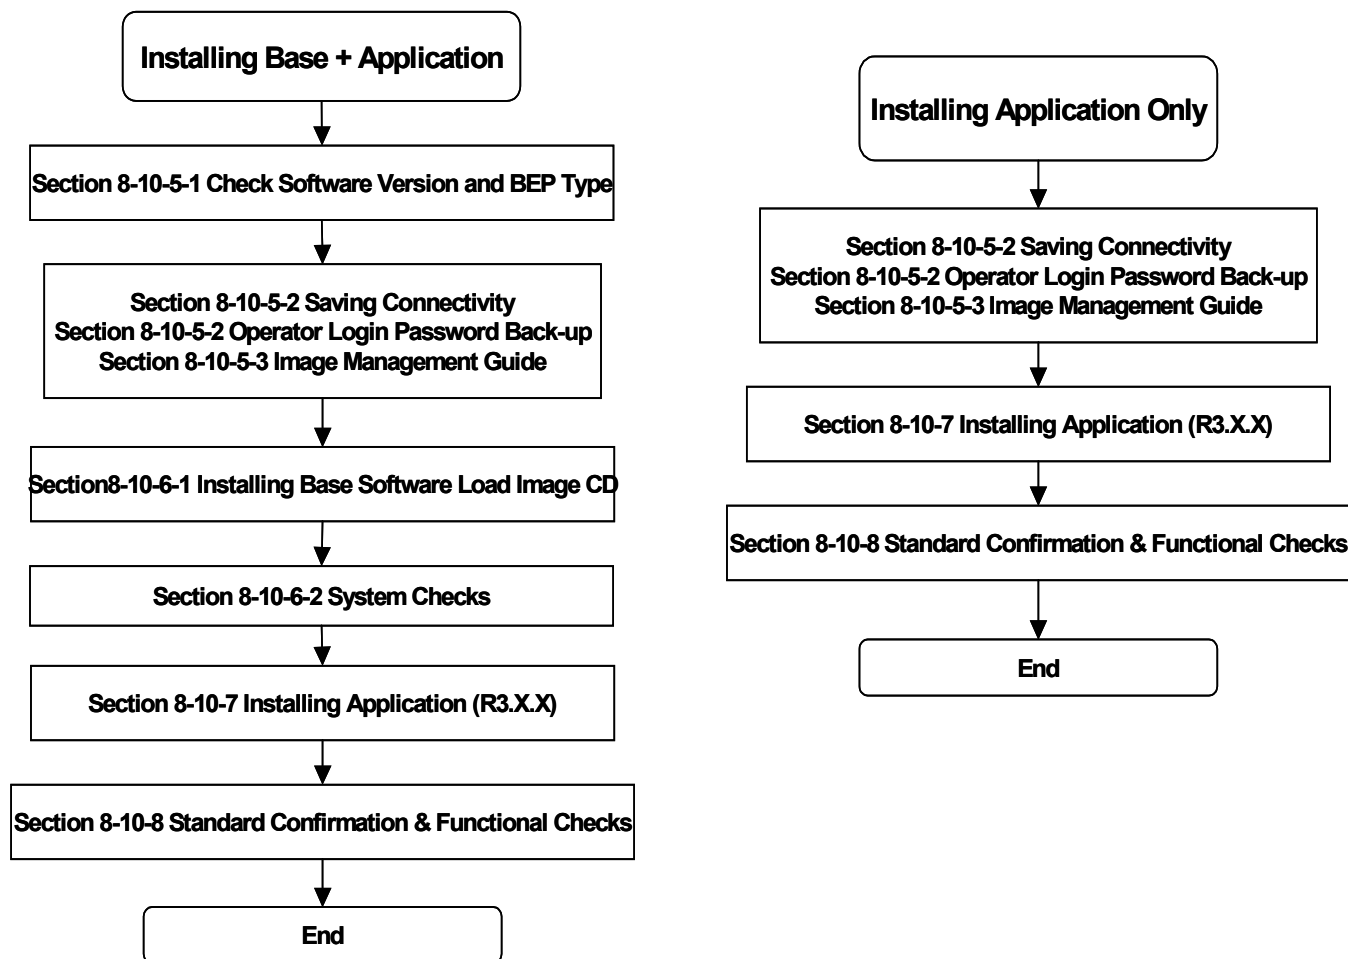 Installing Base + Application
Section 8-10-5-1 Check Software Version and BEP Type
Section 8-10-5-2 Saving Connectivity
Section 8-10-5-2 Operator Login Password Back-up
Section 8-10-5-3 Image Management Guide
Section8-10-6-1 Installing Base Software Load Image CD
Section 8-10-6-2 System Checks
Section 8-10-7 Installing Application (R3.X.X)
Section 8-10-8 Standard Confirmation & Functional Checks
End
Installing Application Only
Section 8-10-5-2 Saving Connectivity
Section 8-10-5-2 Operator Login Password Back-up
Section 8-10-5-3 Image Management Guide
Section 8-10-7 Installing Application (R3.X.X)
Section 8-10-8 Standard Confirmation & Functional Checks
End